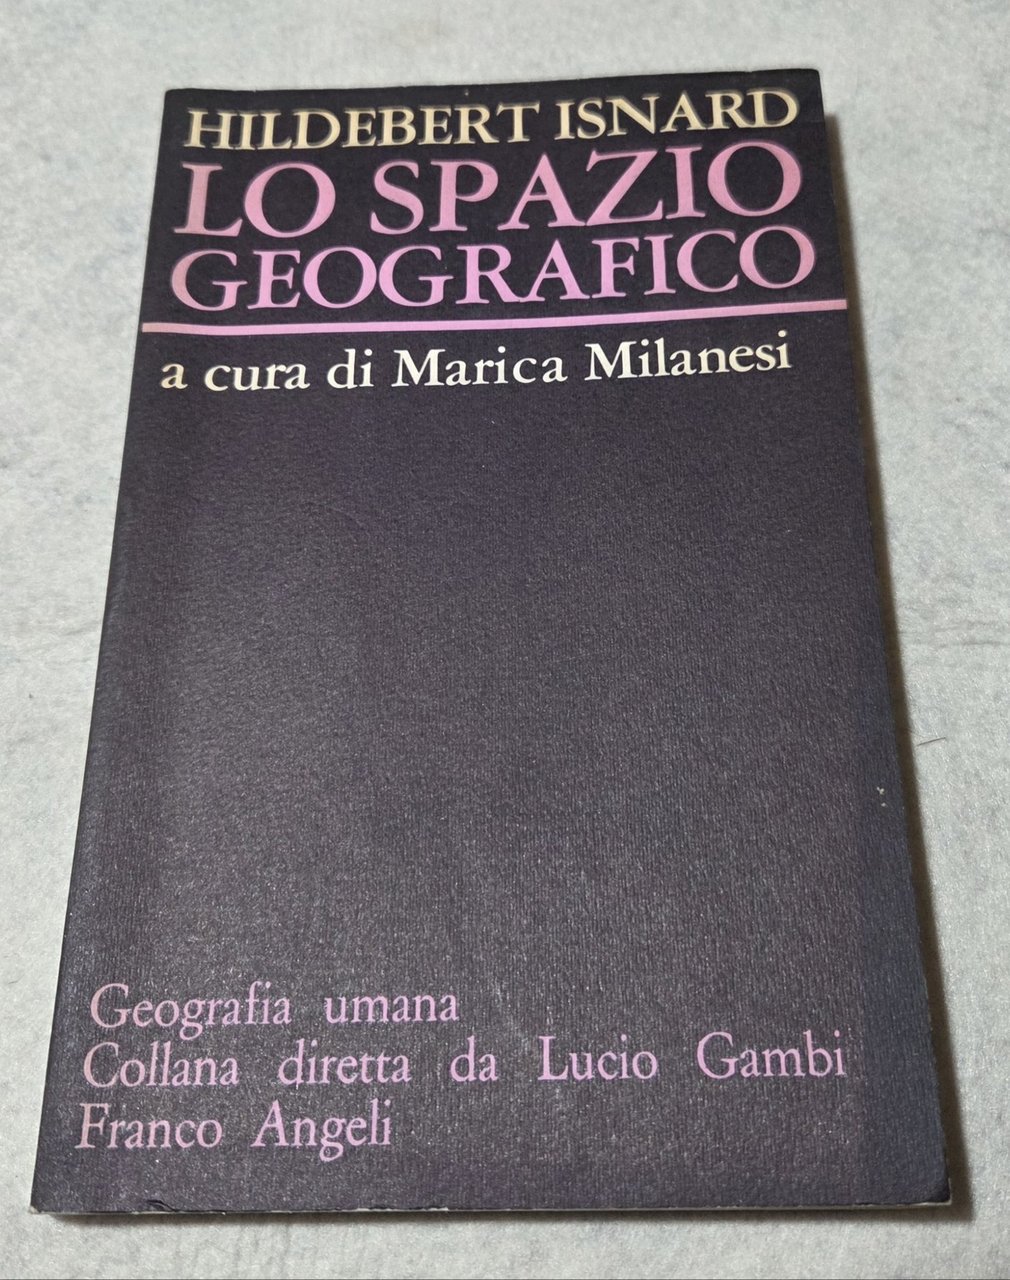 HILDEBERT ISNARD
LO SPAZIO
GEOGRAFICO
a cura di Marica Milanesi
Geografia umana
Collana diretta da Lucio Gambi
Franco Angeli